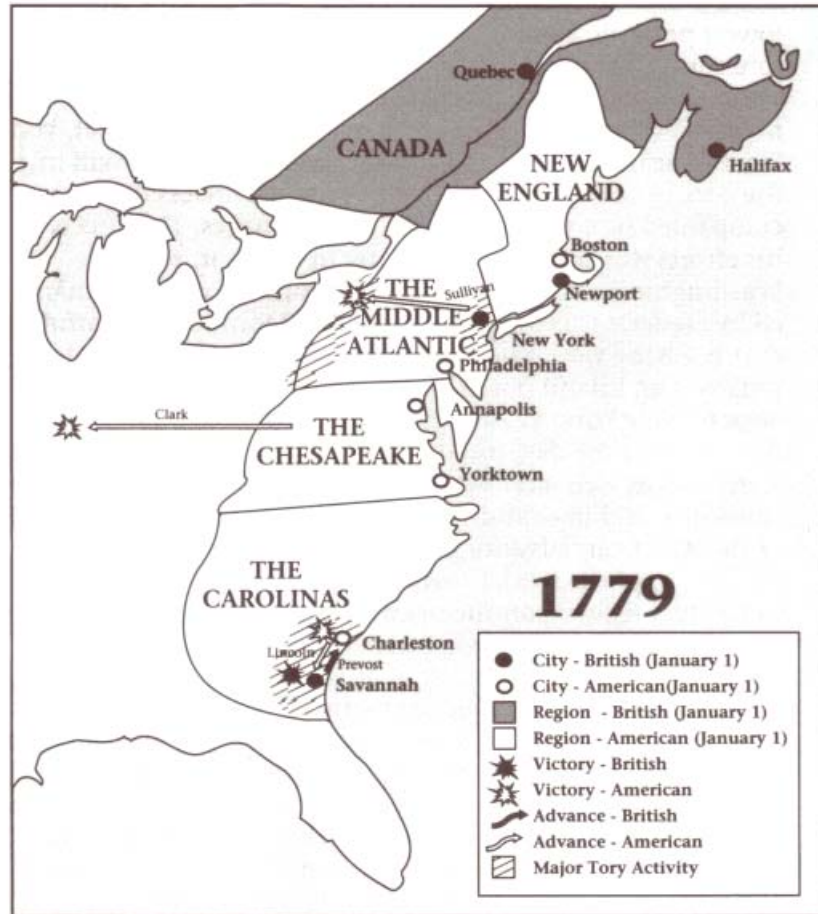 Quebec
CANADA
Halifax
NEW
ENGLAND
Boston
Newport
Sullivan
THE
MIDDLE
ATLANTIC
New York
Philadelphia
Clark
Annapolis
THE
CHESAPEAKE
Yorktown
THE
CAROLINAS
Lincoln
Charleston
Prevost
Savannah
1779
City - British (January 1)
City - American(January 1)
Region - British (January 1)
Region - American (January 1)
Victory - British
Victory - American
Advance - British
Advance - American
Major Tory Activity